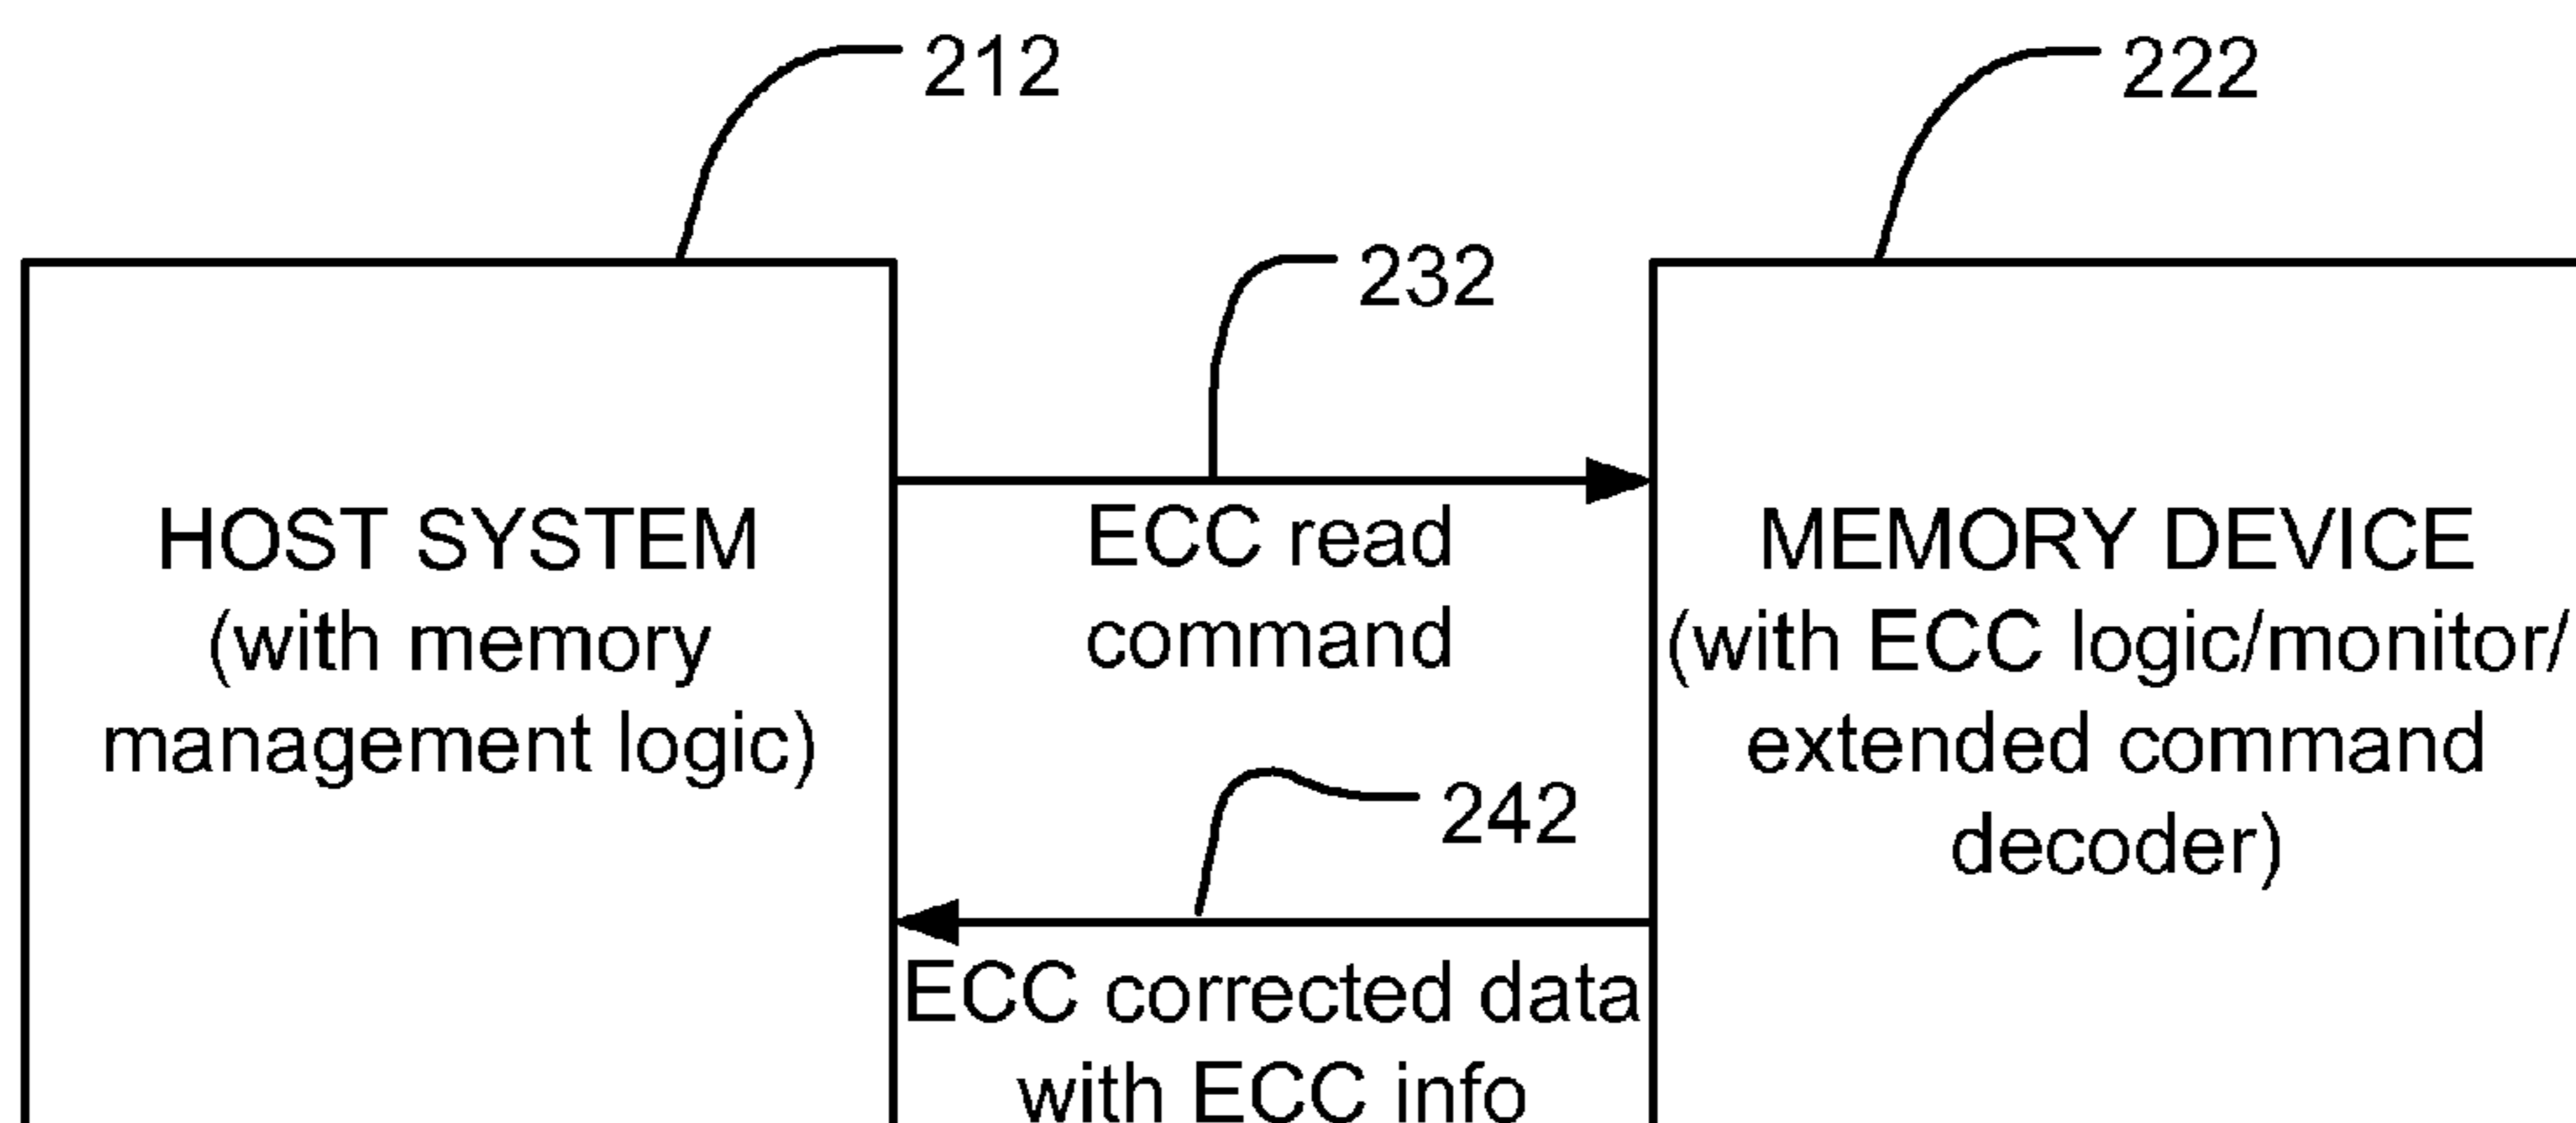 212
222
232
HOST SYSTEM
(with memory
management logic)
ECC read
command
MEMORY DEVICE
(with ECC logic/monitor/
extended command
decoder)
242
ECC corrected data
with ECC info